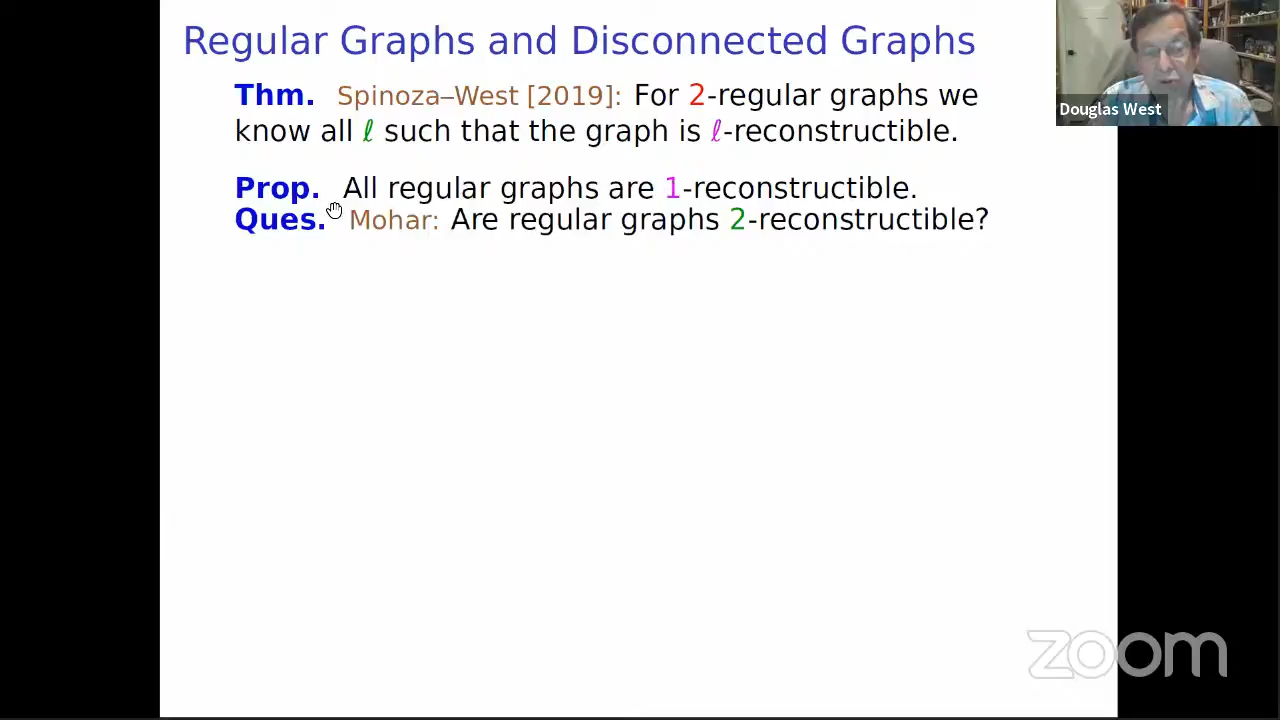 Regular Graphs and Disconnected Graphs
Thm. Spinoza–West [2019]: For 2-regular graphs we
know all ℓ such that the graph is ℓ-reconstructible.
Prop. All regular graphs are 1-reconstructible.
Ques. Mohar: Are regular graphs 2-reconstructible?
Douglas West
zoom